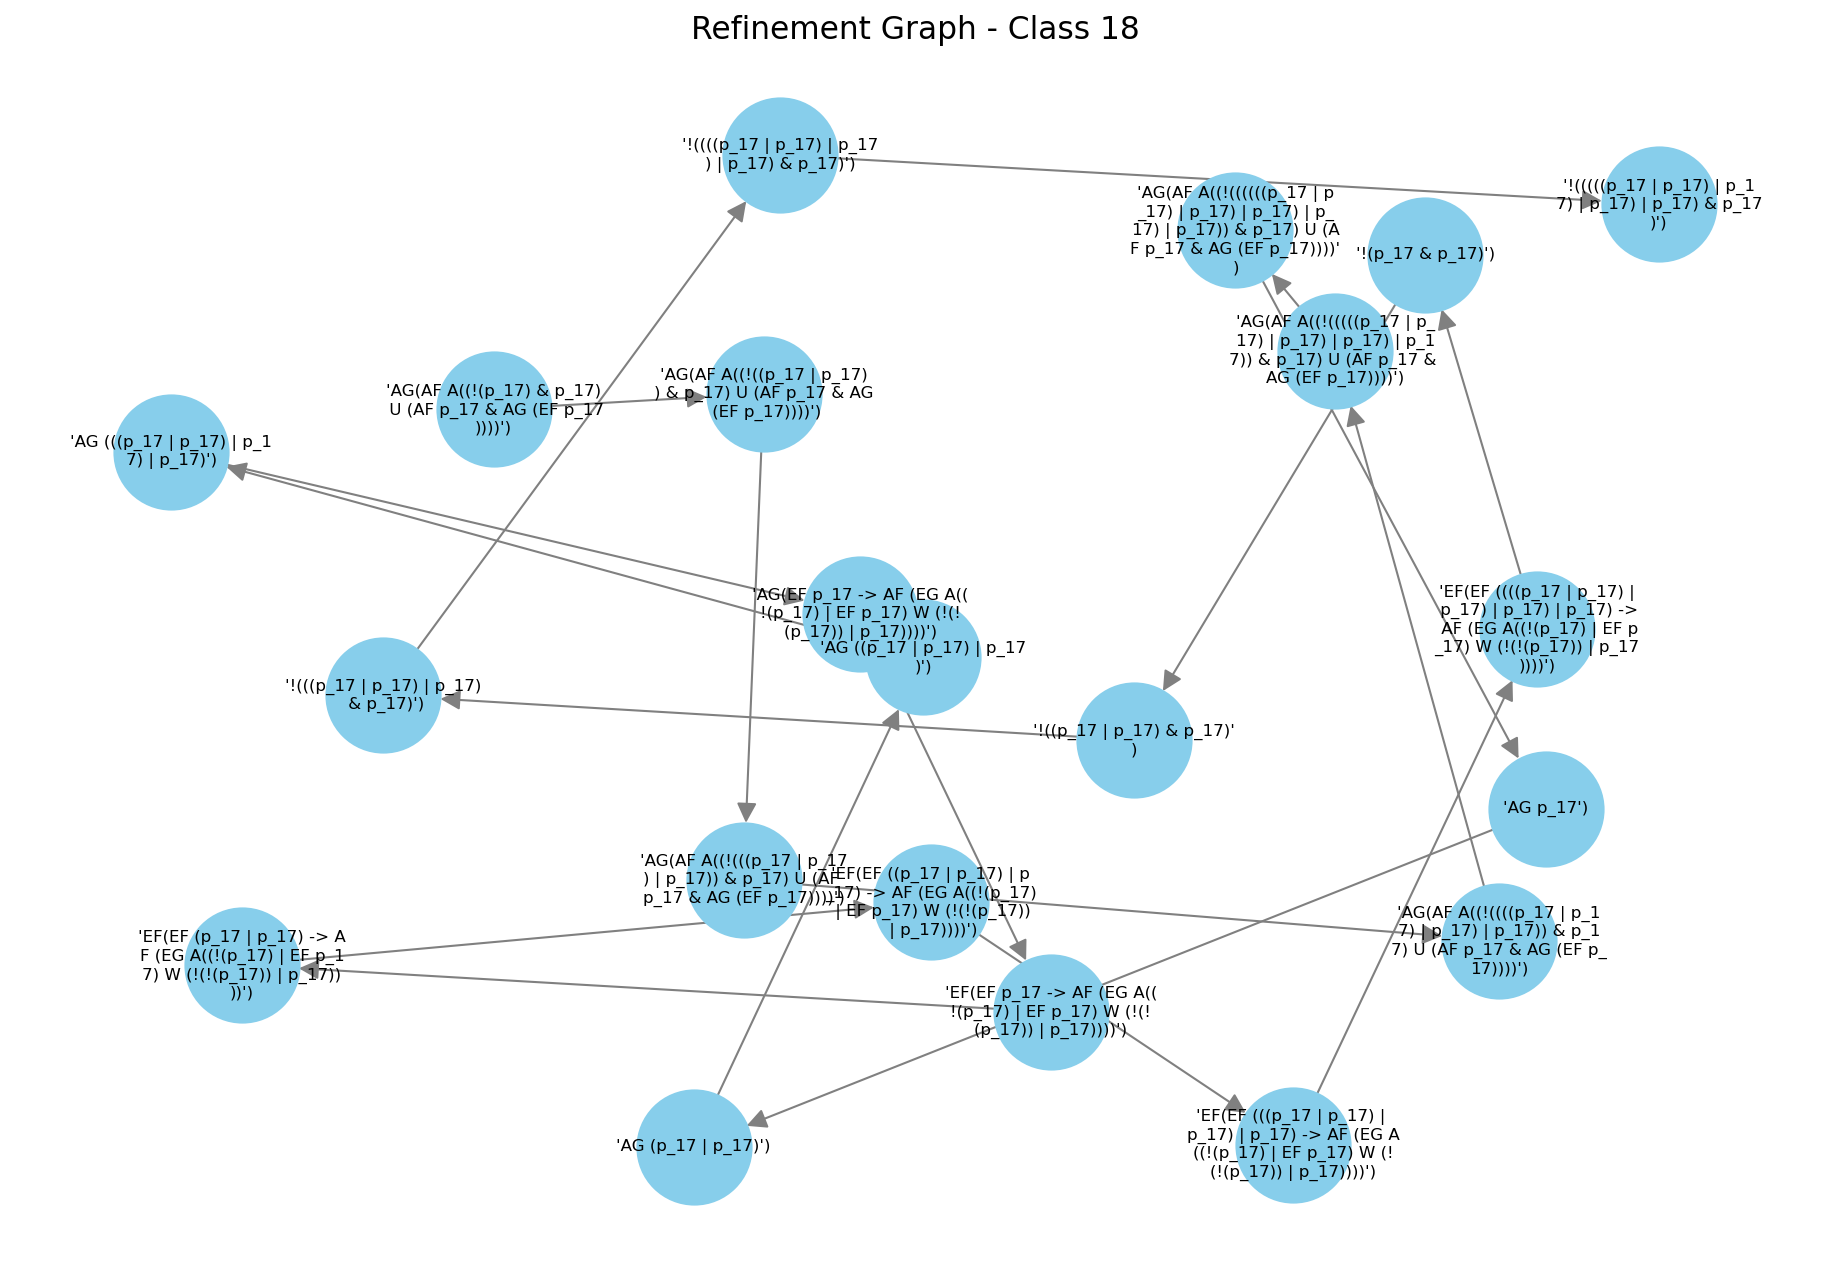 Refinement Graph - Class 18
'!((((p_17 | p_17) | p_17
) | p_17) & p_17)')
'!(((((p_17 | p_17) | p_1
7) | p_17) | p_17) & p_17
)')
'AG(AF A((!((((((p_17 | p
_17) | p_17) | p_17) | p_
17) | p_17)) & p_17) U (A
F p_17 & AG (EF p_17))))'
)
'!(p_17 & p_17)')
'AG(AF A((!(((((p_17 | p_
17) | p_17) | p_17) | p_1
7)) & p_17) U (AF p_17 &
AG (EF p_17))))')
'AG(AF A((!((p_17 | p_17)
) & p_17) U (AF p_17 & AG
(EF p_17))))')
'AG(AF A((!(p_17) & p_17)
U (AF p_17 & AG (EF p_17
))))')
'AG (((p_17 | p_17) | p_1
7) | p_17)')
'AG(EF p_17 -> AF (EG A((
!(p_17) | EF p_17) W (!(!
(p_17)) | p_17))))')
'AG ((p_17 | p_17) | p_17
)')
'EF(EF ((((p_17 | p_17) |
p_17) | p_17) | p_17) ->
AF (EG A((!(p_17) | EF p
_17) W (!(!(p_17)) | p_17
))))')
'!(((p_17 | p_17) | p_17)
& p_17)')
'!((p_17 | p_17) & p_17)'
)
'AG p_17')
'AG(AF A((!(((p_17 | p_17
) | p_17)) & p_17) U (AF
p_17 & AG (EF p_17))))')
'EF(EF ((p_17 | p_17) | p
_17) -> AF (EG A((!(p_17)
| EF p_17) W (!(!(p_17))
| p_17))))')
'AG(AF A((!((((p_17 | p_1
7) | p_17) | p_17)) & p_1
7) U (AF p_17 & AG (EF p_
17))))')
'EF(EF (p_17 | p_17) -> A
F (EG A((!(p_17) | EF p_1
7) W (!(!(p_17)) | p_17))
))')
'EF(EF p_17 -> AF (EG A((
!(p_17) | EF p_17) W (!(!
(p_17)) | p_17))))')
'AG (p_17 | p_17)')
'EF(EF (((p_17 | p_17) |
p_17) | p_17) -> AF (EG A
((!(p_17) | EF p_17) W (!
(!(p_17)) | p_17))))')